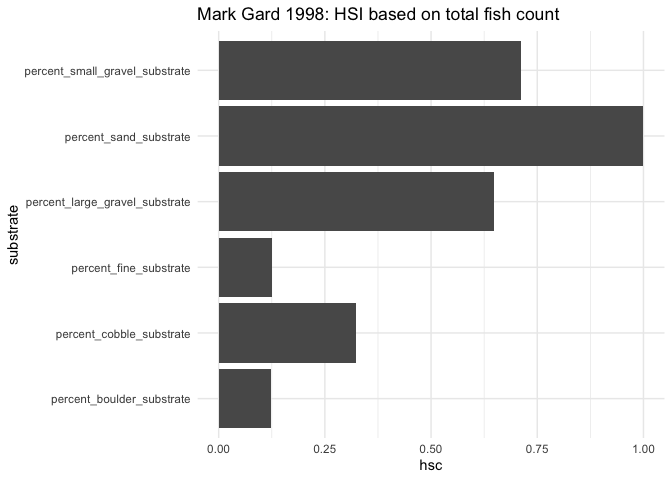 Mark Gard 1998: HSI based on total fish count
percent_small_gravel_substrate
percent_sand_substrate
percent_large_gravel_substrate
percent_fine_substrate
percent_cobble_substrate
percent_boulder_substrate
substrate
0.00 0.25 0.50 0.75 1.00
hsc